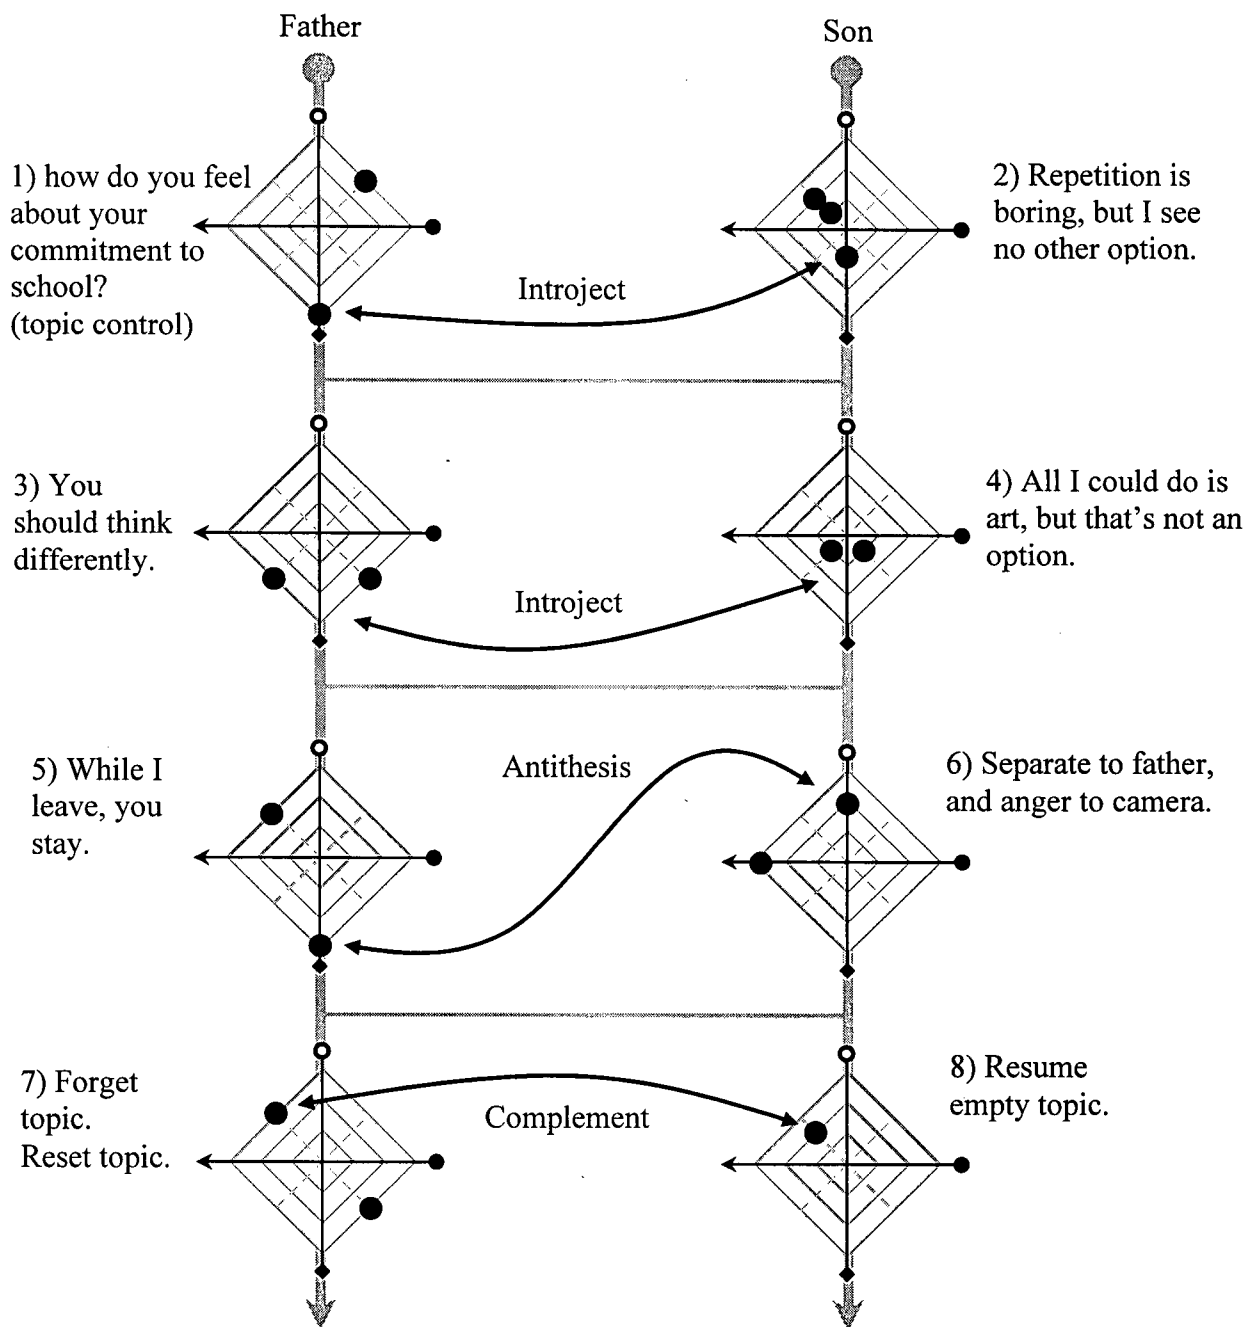 Father
Son
1) how do you feel
about your
commitment to
school?
(topic control)
2) Repetition is
boring, but I see
no other option.
Introject
3) You
should think
differently.
4) All I could do is
art, but that's not an
option.
Introject
5) While I
leave, you
stay.
Antithesis
6) Separate to father,
and anger to camera.
7) Forget
topic.
Reset topic.
Complement
8) Resume
empty topic.